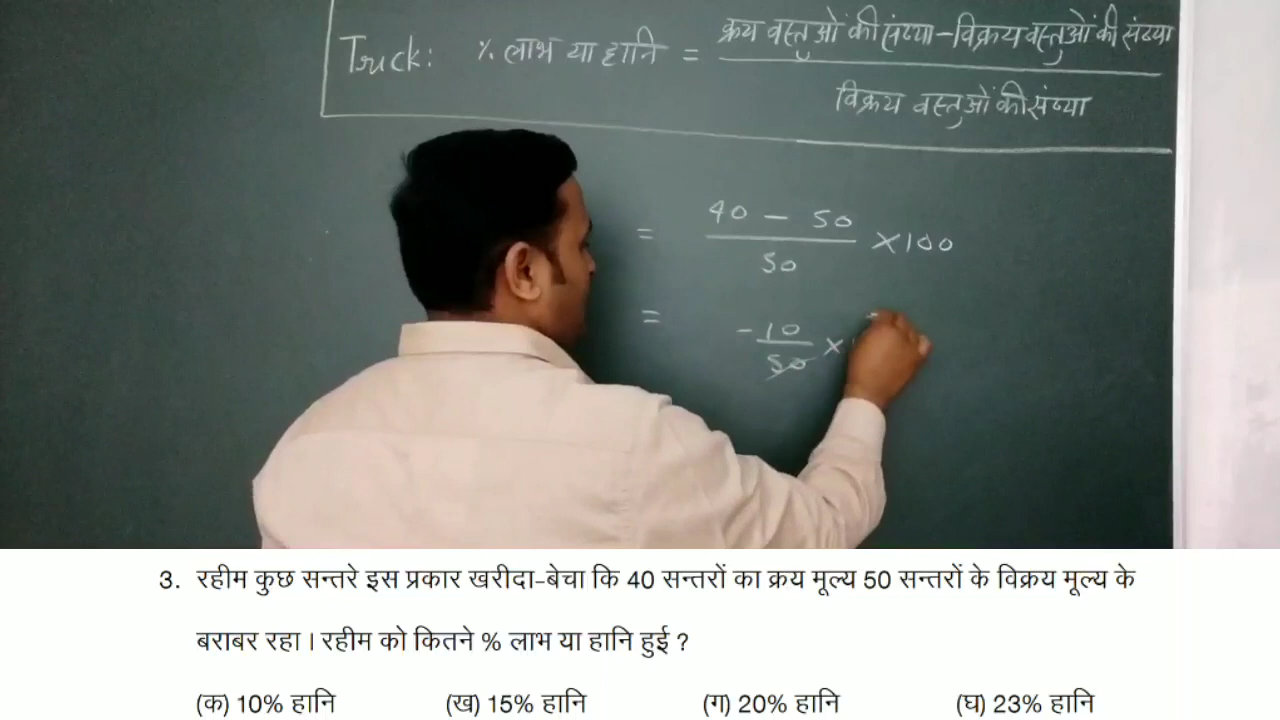 क्रय वस्तुओं की संख्या - विक्रय वस्तुओं की संख्या
Truck: % लाभ या हानि =
विक्रय वस्तुओं की संख्या
= 40 - 50 × 100
50
= -10 ×
50
3. रहीम कुछ सन्तरे इस प्रकार खरीदा-बेचा कि 40 सन्तरों का क्रय मूल्य 50 सन्तरों के विक्रय मूल्य के
बराबर रहा । रहीम को कितने % लाभ या हानि हुई ?
(क) 10% हानि (ख) 15% हानि (ग) 20% हानि (घ) 23% हानि